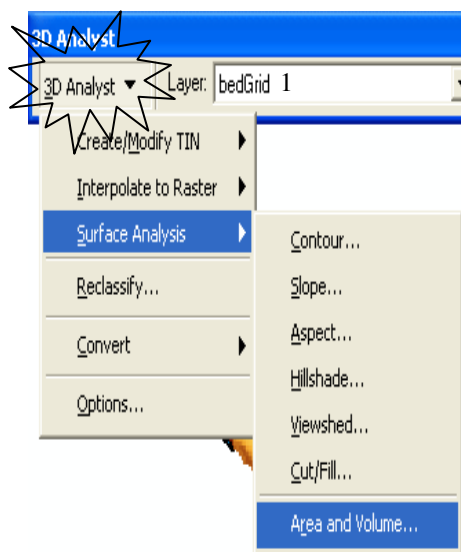 3D Analyst
3D Analyst Layer: bedGrid 1
Create/Modify TIN
Interpolate to Raster
Surface Analysis
Reclassify...
Convert
Options...
Contour...
Slope...
Aspect...
Hillshade...
Viewshed...
Cut/Fill...
Area and Volume...